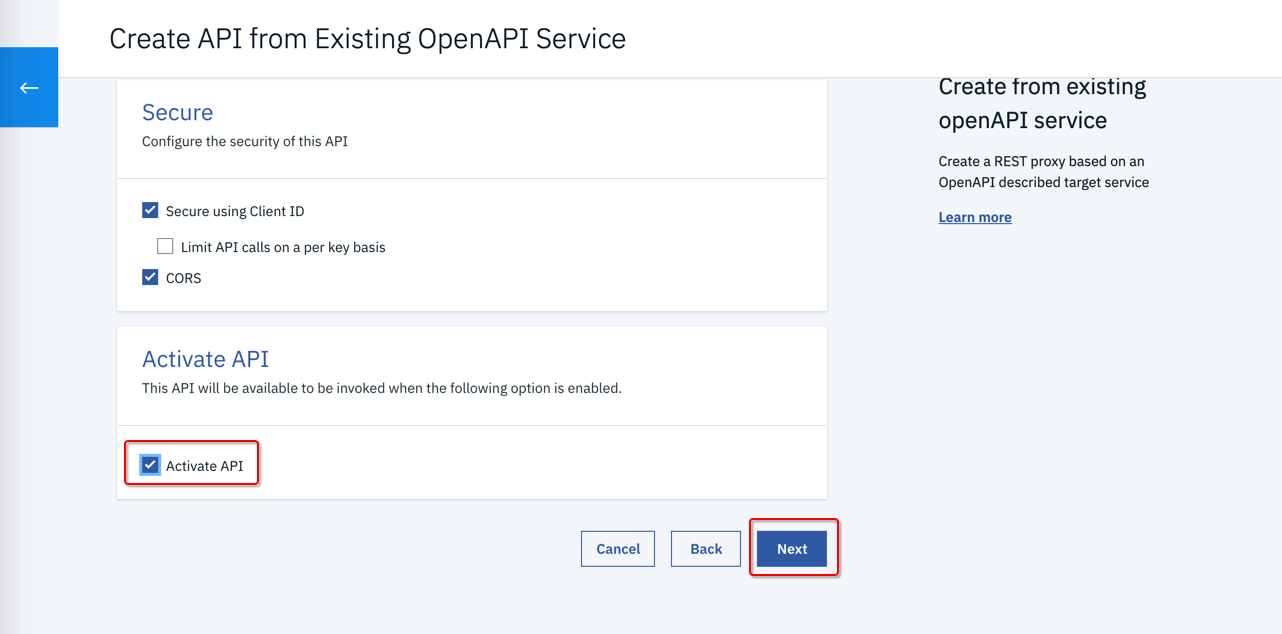 Create API from Existing OpenAPI Service
Secure
Configure the security of this API
Secure using Client ID
Limit API calls on a per key basis
CORS
Activate API
This API will be available to be invoked when the following option is enabled.
Activate API
Cancel
Back
Next
Create from existing
openAPI service
Create a REST proxy based on an
OpenAPI described target service
Learn more